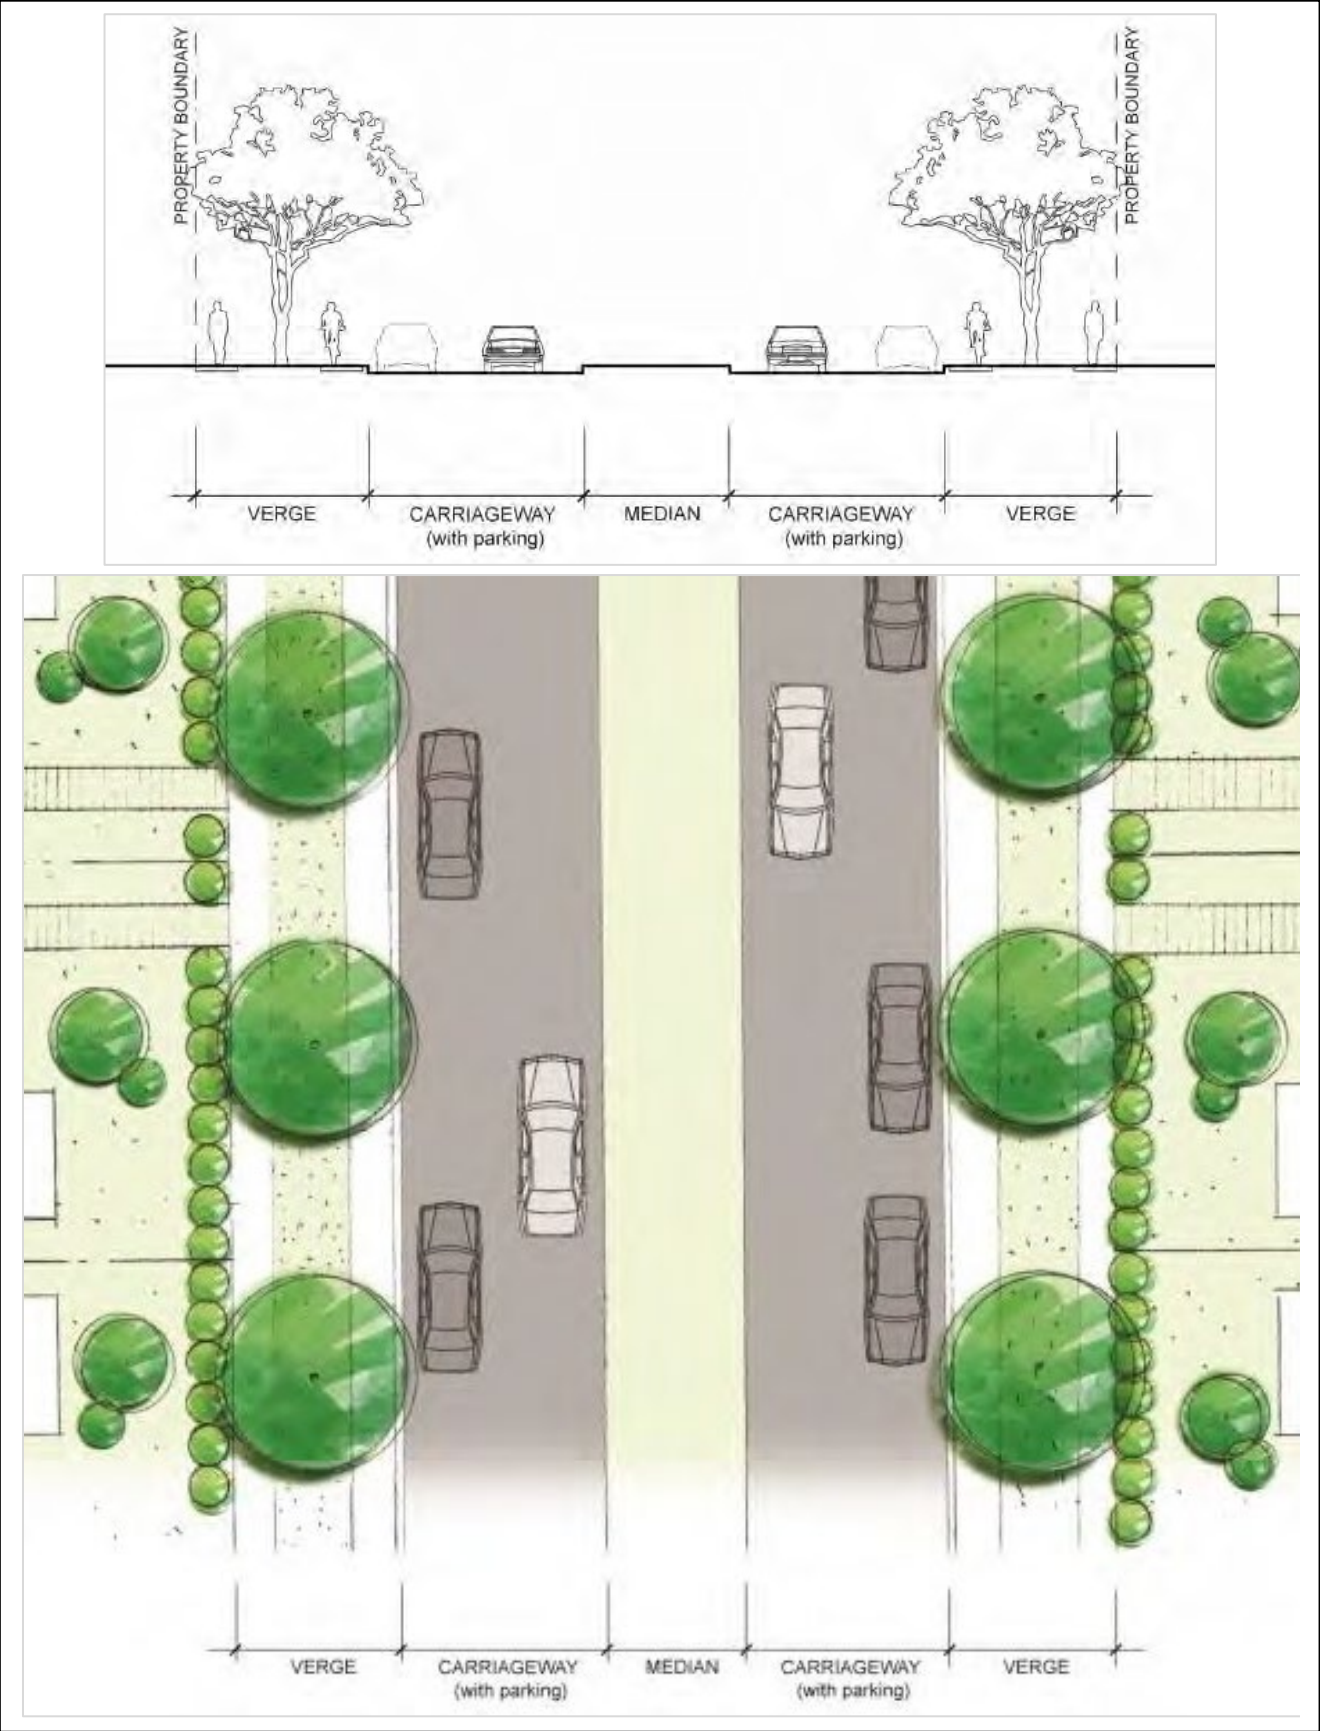 PROPERTY BOUNDARY
PROPERTY BOUNDARY
VERGE
CARRIAGEWAY
(with parking)
MEDIAN
CARRIAGEWAY
(with parking)
VERGE
VERGE
CARRIAGEWAY
(with parking)
MEDIAN
CARRIAGEWAY
(with parking)
VERGE